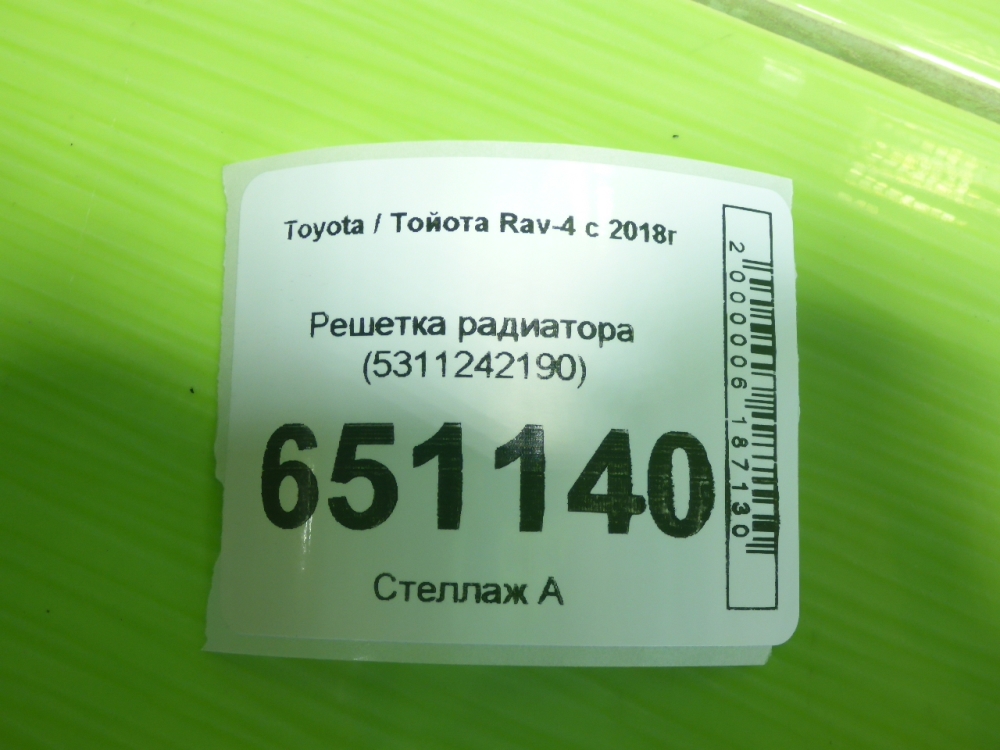 Toyota / Тойота Rav-4 с 2018г
Решетка радиатора
(5311242190)
651140
Стеллаж А
2000006187130